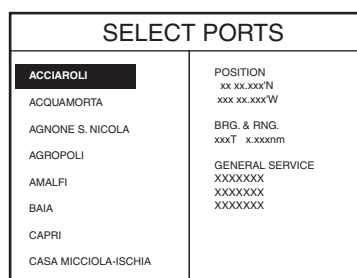 SELECT PORTS
ACCIAROLI
ACQUAMORTA
AGNONE S. NICOLA
AGROPOLI
AMALFI
BAIA
CAPRI
CASA MICCIOLA-ISCHIA
POSITION
xx xx.xxx'N
xxx xx.xxx'W
BRG. & RNG.
xxxT x.xxxnm
GENERAL SERVICE
XXXXXXX
XXXXXXX
XXXXXXX